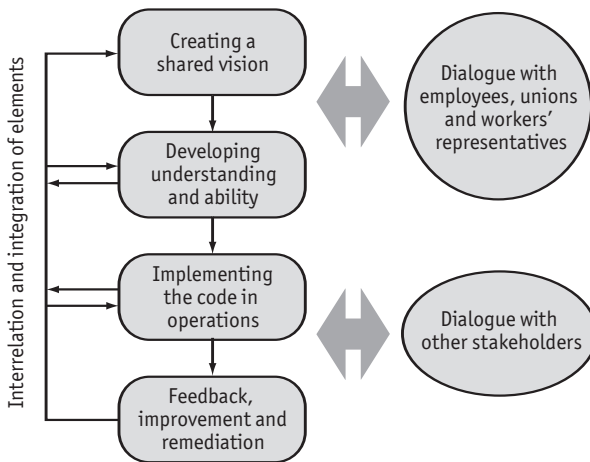 Interrelation and integration of elements
Creating a
shared vision
Developing
understanding
and ability
Implementing
the code in
operations
Feedback,
improvement and
remediation
Dialogue with
employees, unions
and workers’
representatives
Dialogue with
other stakeholders